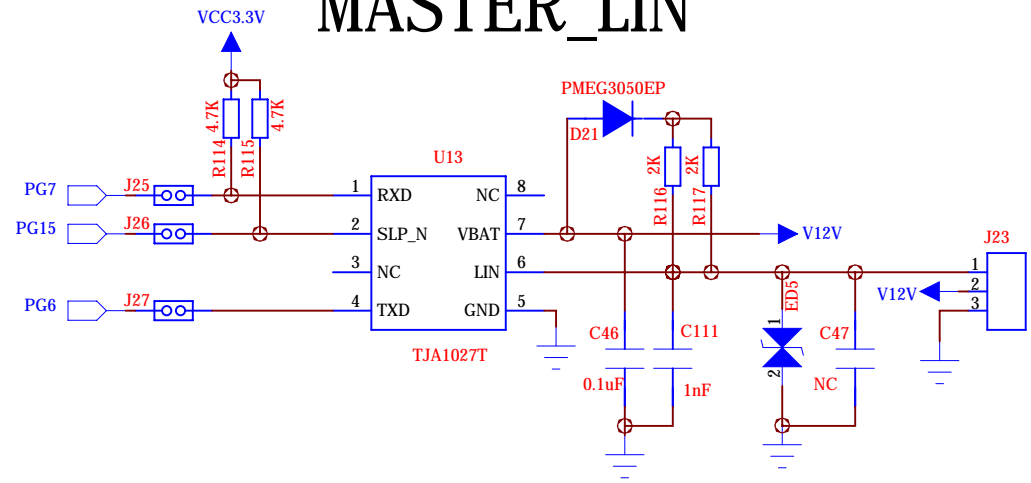 MASTER_LIN
VCC3.3V
4.7K
4.7K
R114
R115
PMEG3050EP
D21
2K
2K
R116
R117
U13
PG7
J25
1
RXD
NC
8
PG15
J26
2
SLP_N
VBAT
7
V12V
J23
3
NC
LIN
6
1
V12V
2
3
PG6
J27
4
TXD
GND
5
ED5
1
2
TJA1027T
C46
0.1uF
C111
1nF
C47
NC